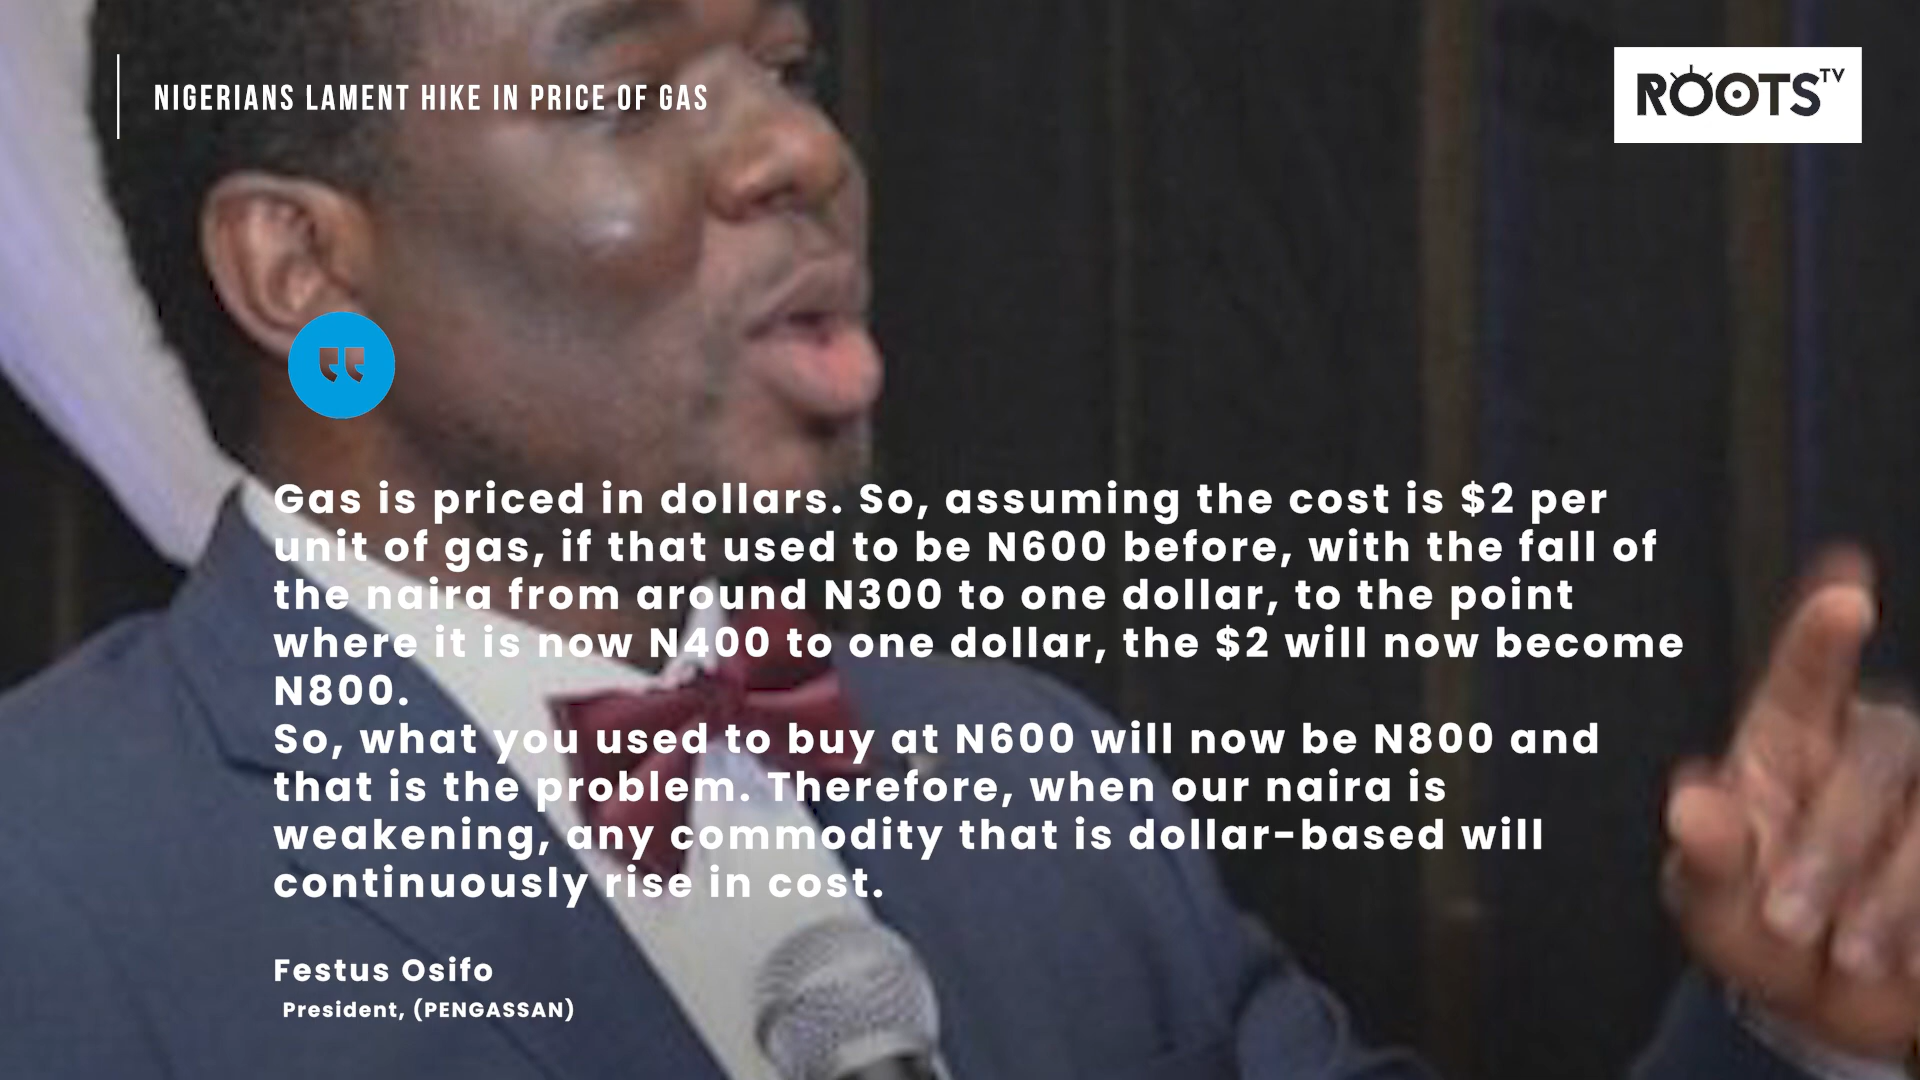 NIGERIANS LAMENT HIKE IN PRICE OF GAS
ROOTS TV
Gas is priced in dollars. So, assuming the cost is $2 per
unit of gas, if that used to be N600 before, with the fall of
the naira from around N300 to one dollar, to the point
where it is now N400 to one dollar, the $2 will now become
N800.
So, what you used to buy at N600 will now be N800 and
that is the problem. Therefore, when our naira is
weakening, any commodity that is dollar-based will
continuously rise in cost.
Festus Osifo
President, (PENGASSAN)